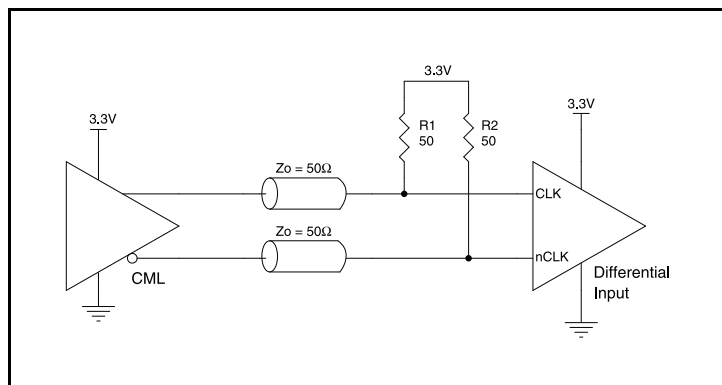 3.3V
3.3V
3.3V
R1
50
R2
50
Zo = 50Ω
CLK
Zo = 50Ω
nCLK
CML
Differential
Input